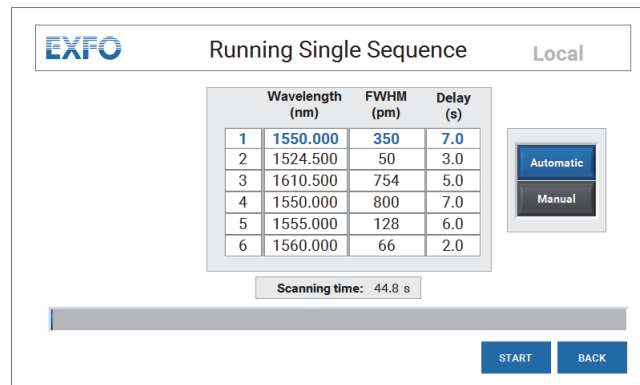 EXFO Running Single Sequence Local
Wavelength (nm) FWHM (pm) Delay (s)
1 1550.000 350 7.0
2 1524.500 50 3.0
3 1610.500 754 5.0
4 1550.000 800 7.0
5 1555.000 128 6.0
6 1560.000 66 2.0
Automatic
Manual
Scanning time: 44.8 s
START BACK